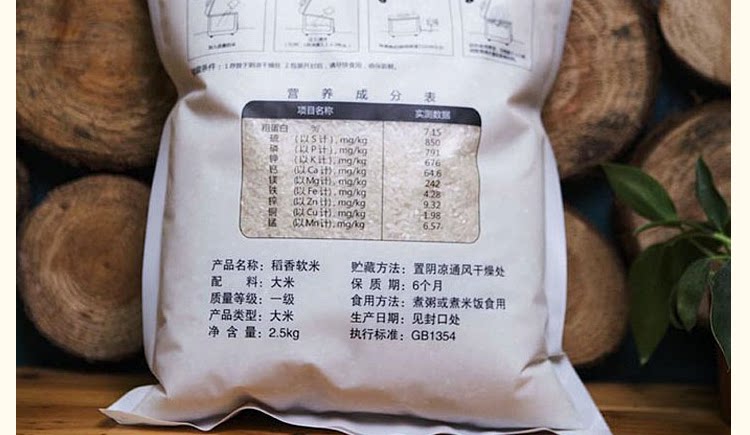 营养成分表
项目名称 实测数据
粗蛋白 % 7.15
硫 (以S计), mg/kg 850
磷 (以P计), mg/kg 791
钾 (以K计), mg/kg 676
钙 (以Ca计), mg/kg 64.6
镁 (以Mg计), mg/kg 242
铁 (以Fe计), mg/kg 4.28
锌 (以Zn计), mg/kg 9.32
铜 (以Cu计), mg/kg 1.98
锰 (以Mn计), mg/kg 6.57
产品名称：稻香软米 贮藏方法：置阴凉通风干燥处
配 料：大米 保质期：6个月
质量等级：一级 食用方法：煮粥或煮米饭食用
产品类型：大米 生产日期：见封口处
净含量：2.5kg 执行标准：GB1354